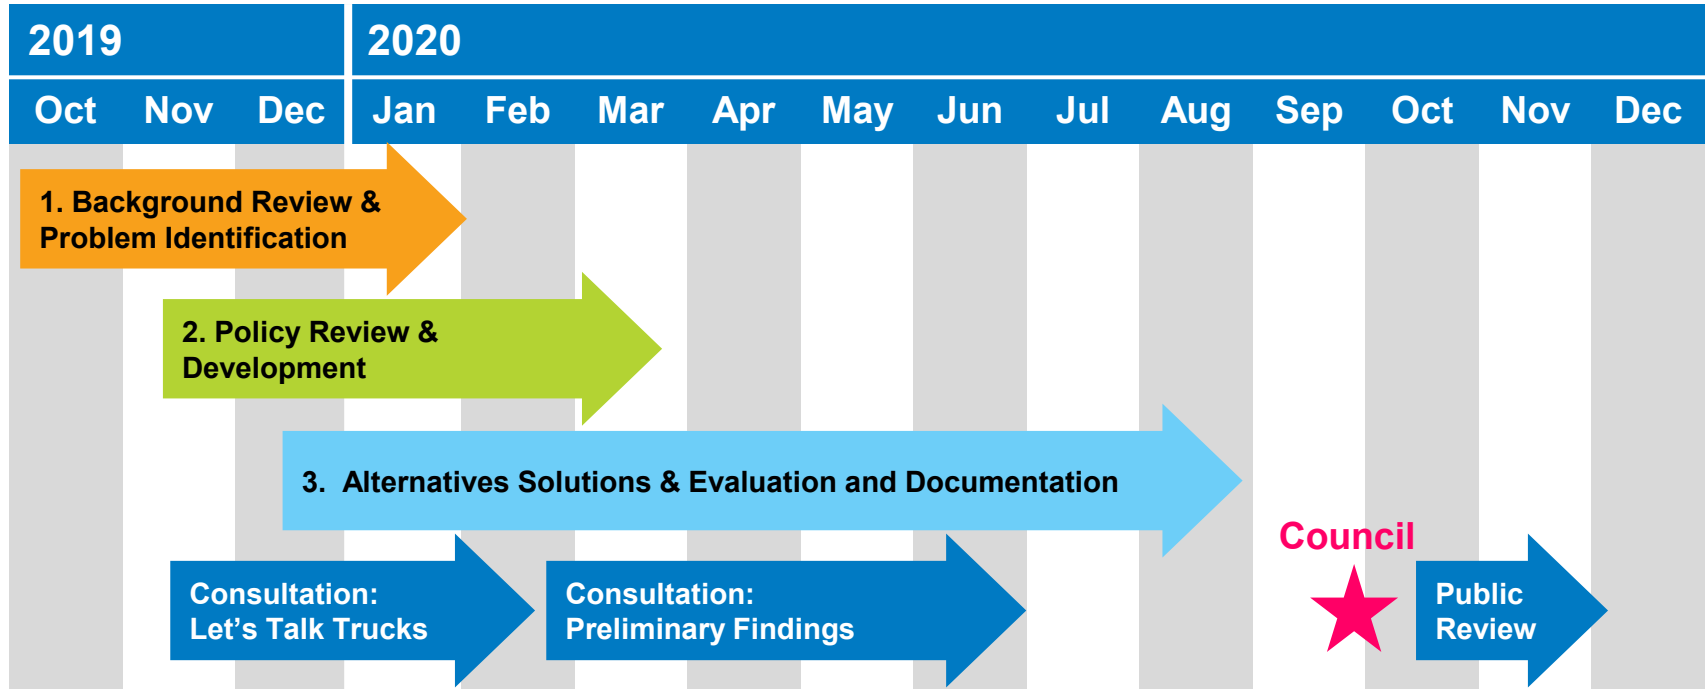 2019 2020
Oct Nov Dec Jan Feb Mar Apr May Jun Jul Aug Sep Oct Nov Dec
1. Background Review &
Problem Identification
2. Policy Review &
Development
3. Alternatives Solutions & Evaluation and Documentation
Council
Consultation:
Let's Talk Trucks
Consultation:
Preliminary Findings
Public
Review